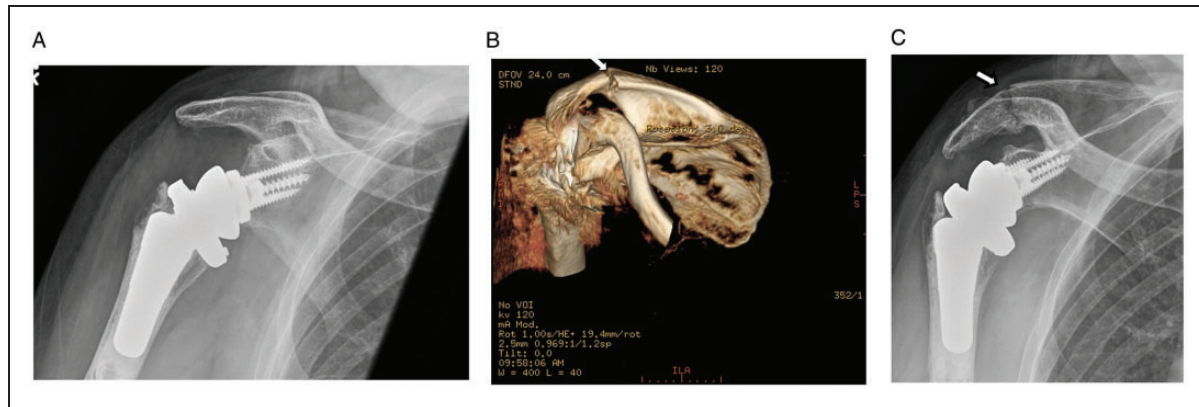 A
B
C
DFOV 24.0 cm
STND
Nb Views: 120
L
P
S
352/1
No VOI
kv 120
mA Mod.
Rot 1.00s/HE+ 19.4mm/rot
2.5mm 0.969:1/1.2sp
Tilt: 0.0
09:58:06 AM
W = 400 L = 40
ILA